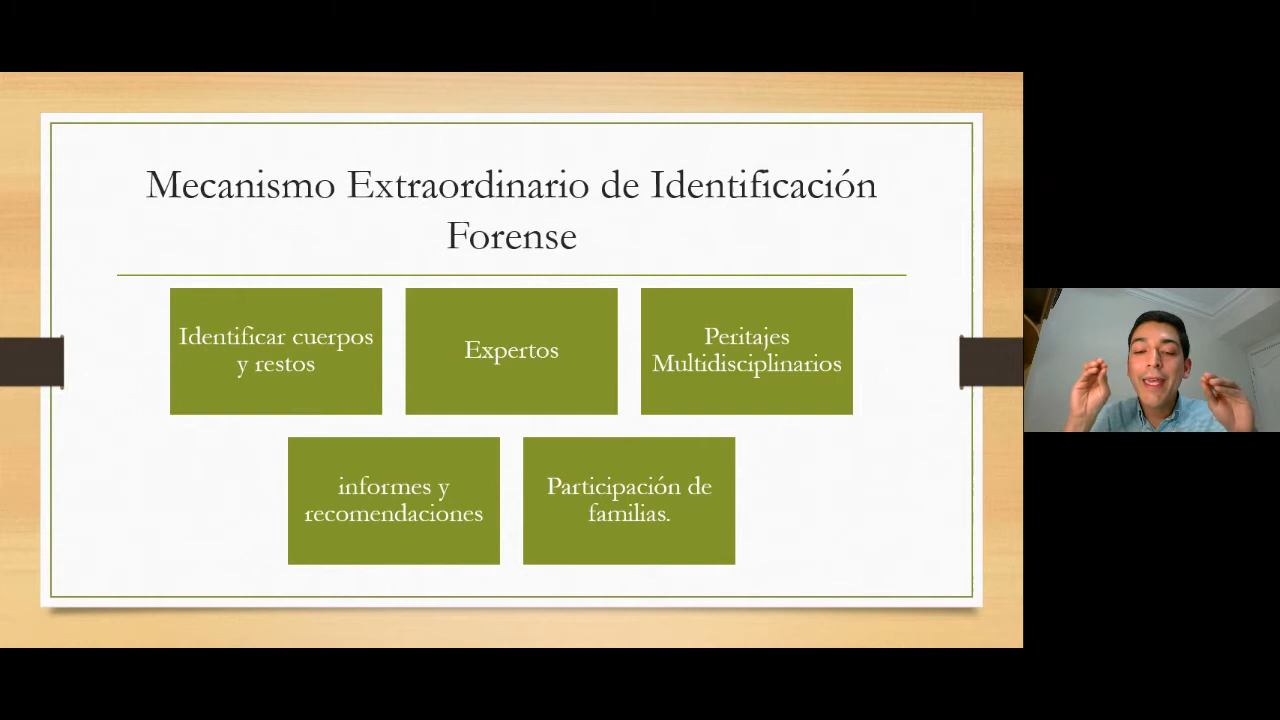 Mecanismo Extraordinario de Identificación
Forense
Identificar cuerpos
y restos
Expertos
Peritajes
Multidisciplinarios
informes y
recomendaciones
Participación de
familias.